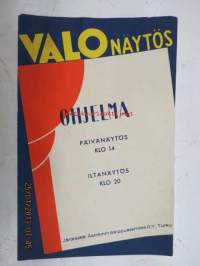 VALONÄYTÖS
OHJELMA
PÄIVÄNÄYTÖS
KLO 14
ILTANÄYTÖS
KLO 20